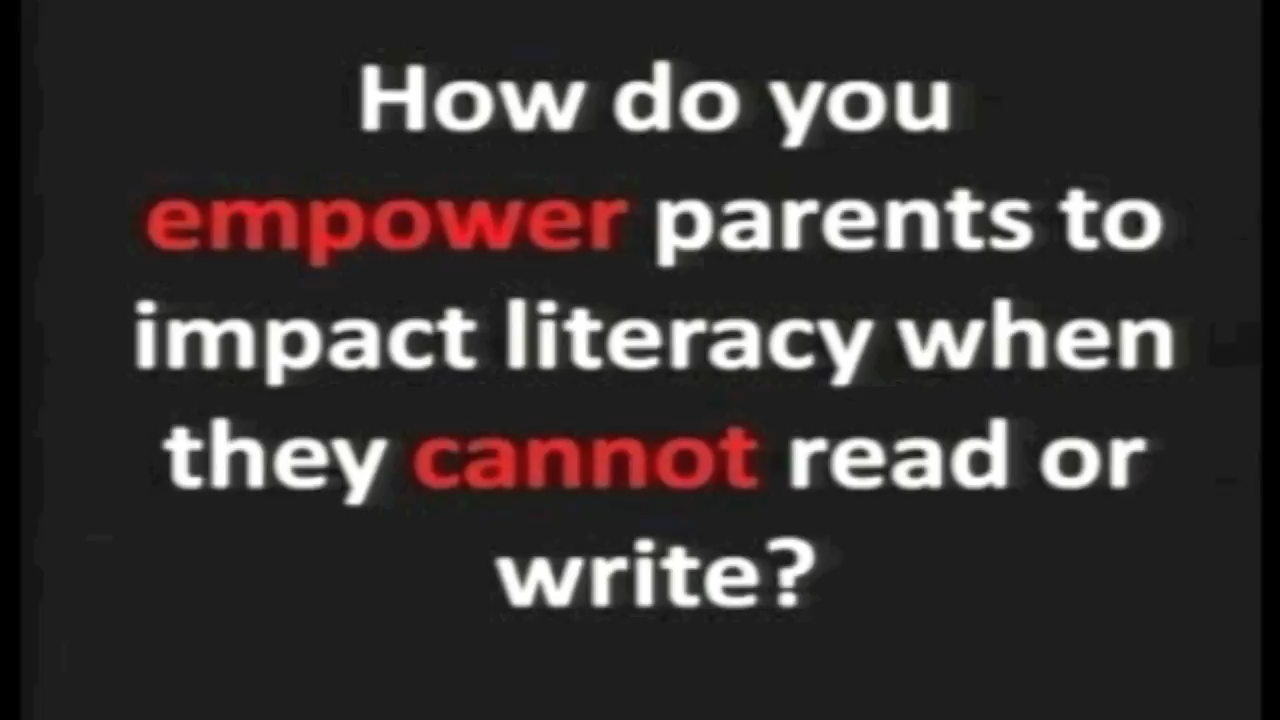 How do you
empower parents to
impact literacy when
they cannot read or
write?